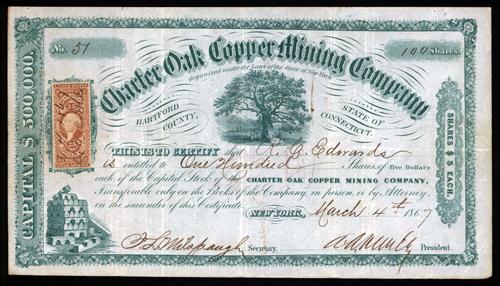 No. 51
100 Shares
Charter Oak Copper Mining Company
Organized under the Laws of the State of New York.
HARTFORD COUNTY,
STATE OF CONNECTICUT.
CAPITAL $ 500,000.
SHARES $ 5 EACH.
THIS IS TO CERTIFY that R. G. Edwards
is entitled to One Hundred Shares of five Dollars
each of the Capital Stock of the CHARTER OAK COPPER MINING COMPANY,
Transferable only on the Books of the Company, in person, or by Attorney,
on the surrender of this Certificate.
NEW YORK, March 4th 1867
Secretary.
President.